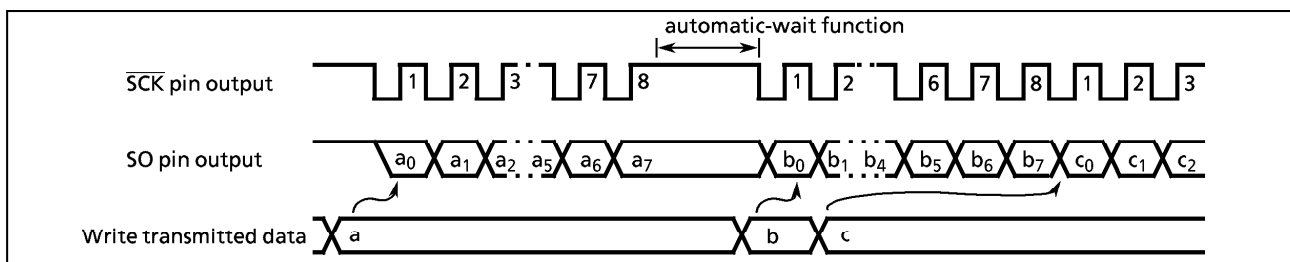 automatic-wait function
SCK pin output
1 2 3 7 8 1 2 6 7 8 1 2 3
SO pin output
a0 a1 a2 a5 a6 a7 b0 b1 b4 b5 b6 b7 c0 c1 c2
Write transmitted data
a b c